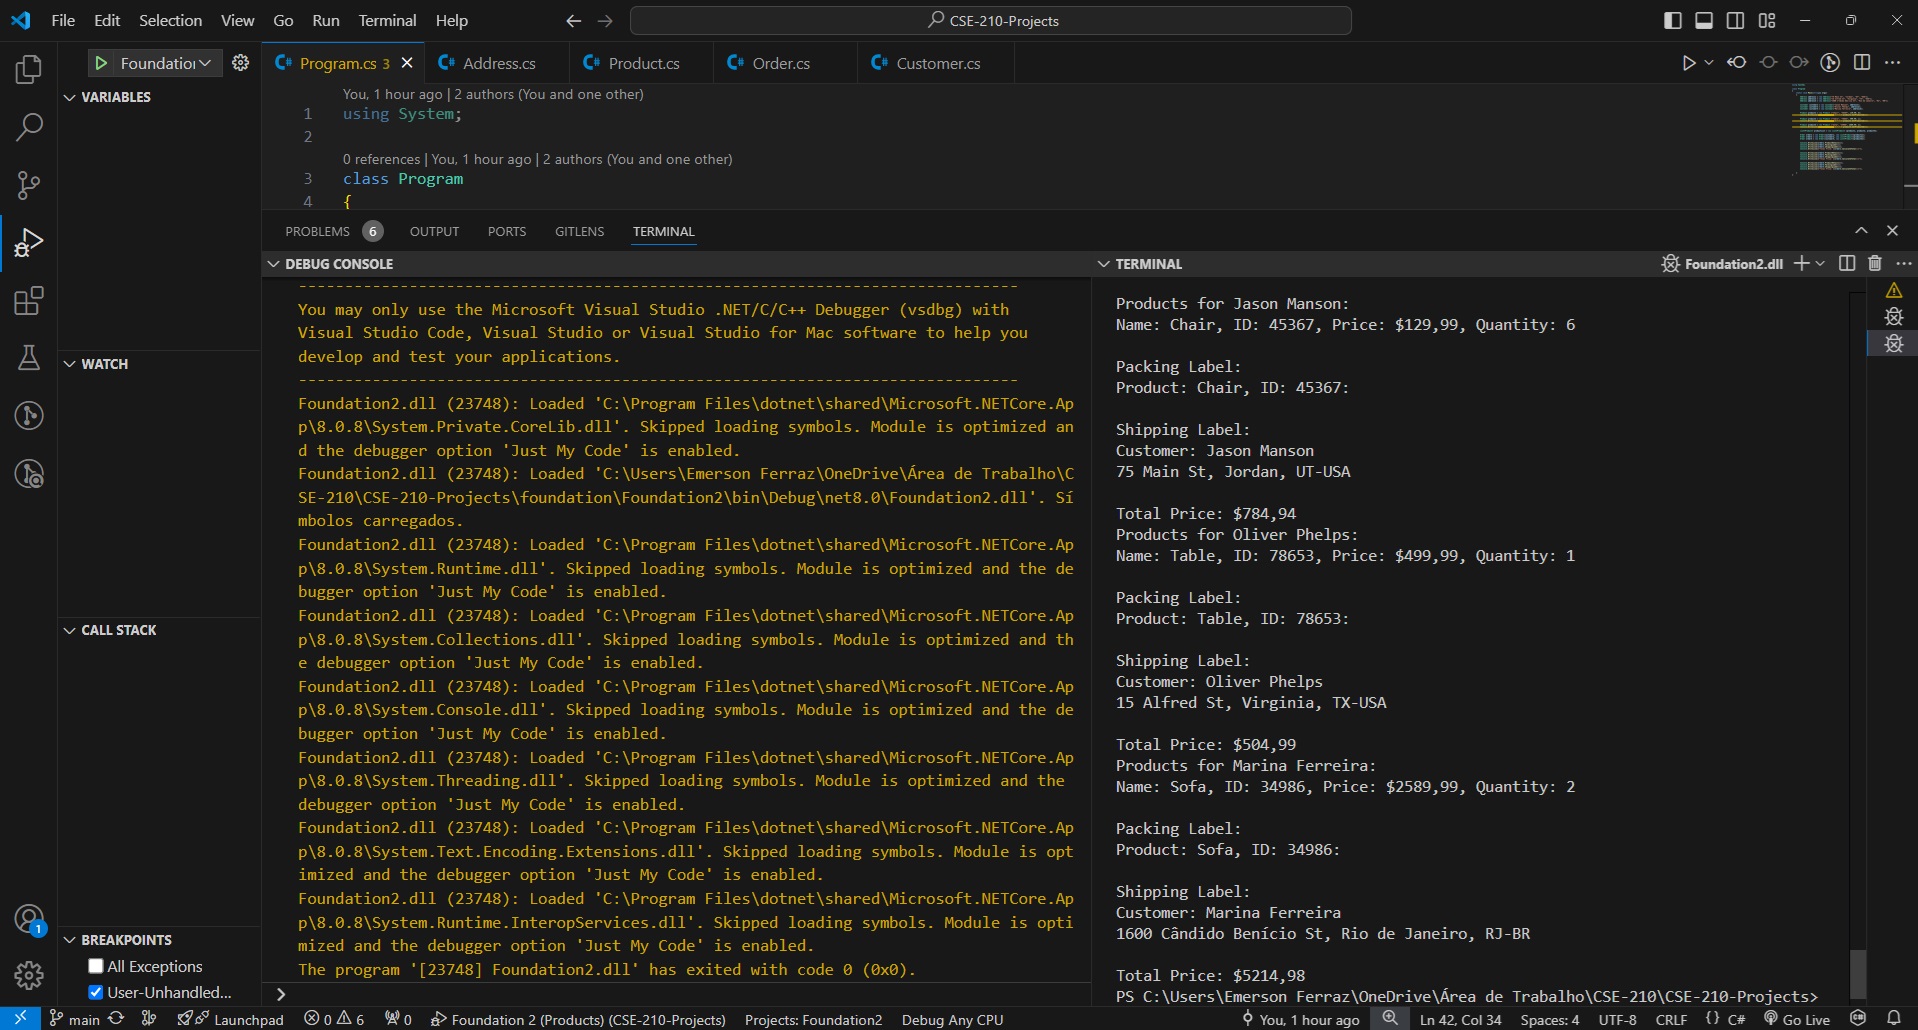 File Edit Selection View Go Run Terminal Help
CSE-210-Projects
Foundation
Program.cs 3
Address.cs
Product.cs
Order.cs
Customer.cs
VARIABLES
WATCH
CALL STACK
BREAKPOINTS
All Exceptions
User-Unhandled...
1
You, 1 hour ago | 2 authors (You and one other)
1 using System;
2
0 references | You, 1 hour ago | 2 authors (You and one other)
3 class Program
4 {
PROBLEMS 6 OUTPUT PORTS GITLENS TERMINAL
DEBUG CONSOLE
------------------------------------------------------------------------------
You may only use the Microsoft Visual Studio .NET/C/C++ Debugger (vsdbg) with
Visual Studio Code, Visual Studio or Visual Studio for Mac software to help you
develop and test your applications.
------------------------------------------------------------------------------
Foundation2.dll (23748): Loaded 'C:\Program Files\dotnet\shared\Microsoft.NETCore.Ap
p\8.0.8\System.Private.CoreLib.dll'. Skipped loading symbols. Module is optimized an
d the debugger option 'Just My Code' is enabled.
Foundation2.dll (23748): Loaded 'C:\Users\Emerson Ferraz\OneDrive\Área de Trabalho\C
SE-210\CSE-210-Projects\foundation\Foundation2\bin\Debug\net8.0\Foundation2.dll'. Sí
mbolos carregados.
Foundation2.dll (23748): Loaded 'C:\Program Files\dotnet\shared\Microsoft.NETCore.Ap
p\8.0.8\System.Runtime.dll'. Skipped loading symbols. Module is optimized and the de
bugger option 'Just My Code' is enabled.
Foundation2.dll (23748): Loaded 'C:\Program Files\dotnet\shared\Microsoft.NETCore.Ap
p\8.0.8\System.Collections.dll'. Skipped loading symbols. Module is optimized and th
e debugger option 'Just My Code' is enabled.
Foundation2.dll (23748): Loaded 'C:\Program Files\dotnet\shared\Microsoft.NETCore.Ap
p\8.0.8\System.Console.dll'. Skipped loading symbols. Module is optimized and the de
bugger option 'Just My Code' is enabled.
Foundation2.dll (23748): Loaded 'C:\Program Files\dotnet\shared\Microsoft.NETCore.Ap
p\8.0.8\System.Threading.dll'. Skipped loading symbols. Module is optimized and the
debugger option 'Just My Code' is enabled.
Foundation2.dll (23748): Loaded 'C:\Program Files\dotnet\shared\Microsoft.NETCore.Ap
p\8.0.8\System.Text.Encoding.Extensions.dll'. Skipped loading symbols. Module is opt
imized and the debugger option 'Just My Code' is enabled.
Foundation2.dll (23748): Loaded 'C:\Program Files\dotnet\shared\Microsoft.NETCore.Ap
p\8.0.8\System.Runtime.InteropServices.dll'. Skipped loading symbols. Module is opti
mized and the debugger option 'Just My Code' is enabled.
The program '[23748] Foundation2.dll' has exited with code 0 (0x0).
TERMINAL
Foundation2.dll
Products for Jason Manson:
Name: Chair, ID: 45367, Price: $129,99, Quantity: 6
Packing Label:
Product: Chair, ID: 45367:
Shipping Label:
Customer: Jason Manson
75 Main St, Jordan, UT-USA
Total Price: $784,94
Products for Oliver Phelps:
Name: Table, ID: 78653, Price: $499,99, Quantity: 1
Packing Label:
Product: Table, ID: 78653:
Shipping Label:
Customer: Oliver Phelps
15 Alfred St, Virginia, TX-USA
Total Price: $504,99
Products for Marina Ferreira:
Name: Sofa, ID: 34986, Price: $2589,99, Quantity: 2
Packing Label:
Product: Sofa, ID: 34986:
Shipping Label:
Customer: Marina Ferreira
1600 Cândido Benício St, Rio de Janeiro, RJ-BR
Total Price: $5214,98
PS C:\Users\Emerson Ferraz\OneDrive\Área de Trabalho\CSE-210\CSE-210-Projects>
main Launchpad 0 6 0 Foundation 2 (Products) (CSE-210-Projects) Projects: Foundation2 Debug Any CPU You, 1 hour ago Ln 42, Col 34 Spaces: 4 UTF-8 CRLF {} C# Go Live